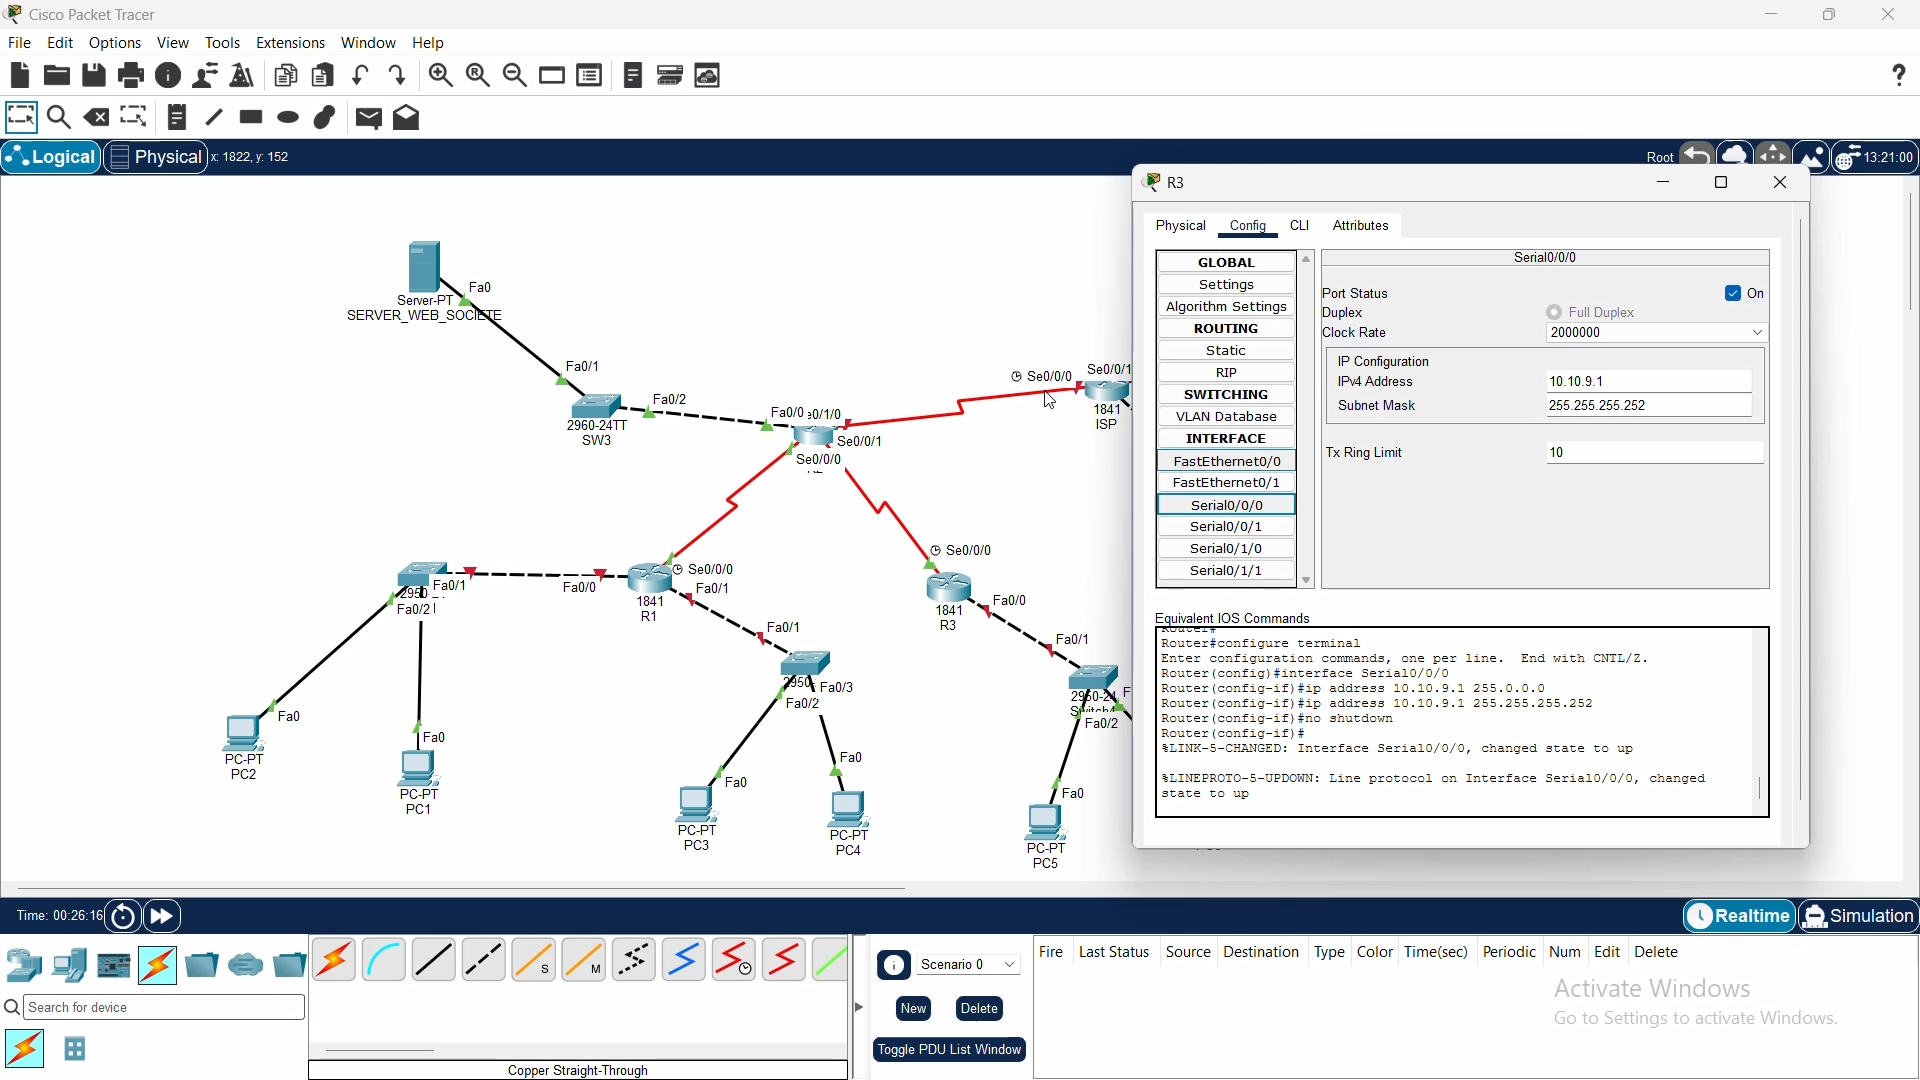 Cisco Packet Tracer
File Edit Options View Tools Extensions Window Help
Logical Physical x: 1822, y: 152
Root 13:21:00
R3
Physical Config CLI Attributes
GLOBAL
Settings
Algorithm Settings
ROUTING
Static
RIP
SWITCHING
VLAN Database
INTERFACE
FastEthernet0/0
FastEthernet0/1
Serial0/0/0
Serial0/0/1
Serial0/1/0
Serial0/1/1
Serial0/0/0
Port Status On
Duplex Full Duplex
Clock Rate 2000000
IP Configuration
IPv4 Address 10.10.9.1
Subnet Mask 255.255.255.252
Tx Ring Limit 10
Equivalent IOS Commands
Router#
Router#configure terminal
Enter configuration commands, one per line. End with CNTL/Z.
Router(config)#interface Serial0/0/0
Router(config-if)#ip address 10.10.9.1 255.0.0.0
Router(config-if)#ip address 10.10.9.1 255.255.255.252
Router(config-if)#no shutdown
Router(config-if)#
%LINK-5-CHANGED: Interface Serial0/0/0, changed state to up
%LINEPROTO-5-UPDOWN: Line protocol on Interface Serial0/0/0, changed
state to up
Fa0
Server-PT
SERVER_WEB_SOCIETE
Fa0/1
Fa0/2
2960-24TT
SW3
Fa0/0
Se0/0/1
Se0/0/0
Se0/0/0
Se0/0/1
1841
ISP
Fa0/1
Fa0/2
Fa0/0
Se0/0/0
Fa0/1
1841
R1
Se0/0/0
Fa0/0
1841
R3
Fa0/1
2950-24
Switch4
Fa0/2
Fa0/1
2950-
Fa0/3
Fa0/2
Fa0
PC-PT
PC2
Fa0
PC-PT
PC1
Fa0
PC-PT
PC3
Fa0
PC-PT
PC4
Fa0
PC-PT
PC5
Time: 00:26:16
Realtime Simulation
Search for device
S
M
Copper Straight-Through
Scenario 0
New Delete
Toggle PDU List Window
Fire Last Status Source Destination Type Color Time(sec) Periodic Num Edit Delete
Activate Windows
Go to Settings to activate Windows.